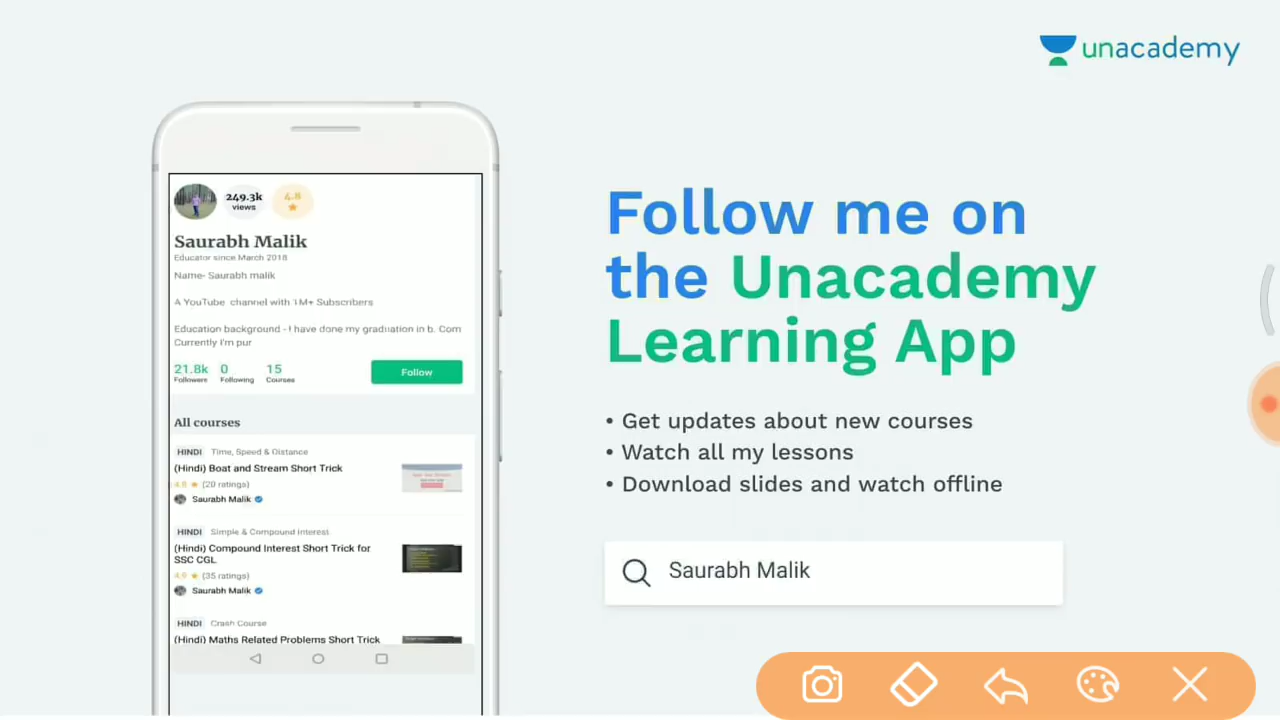 unacademy
249.3k
views
4.8
Saurabh Malik
Educator since March 2018
Name- Saurabh malik
A YouTube channel with 1M+ Subscribers
Education background - I have done my graduation in b. Com
Currently I'm pur
21.8k 0 15
Followers Following Courses
Follow
All courses
HINDI Time, Speed & Distance
(Hindi) Boat and Stream Short Trick
4.8 ★ (20 ratings)
Saurabh Malik
HINDI Simple & Compound Interest
(Hindi) Compound Interest Short Trick for
SSC CGL
4.9 ★ (35 ratings)
Saurabh Malik
HINDI Crash Course
(Hindi) Maths Related Problems Short Trick
Follow me on
the Unacademy
Learning App
• Get updates about new courses
• Watch all my lessons
• Download slides and watch offline
Saurabh Malik